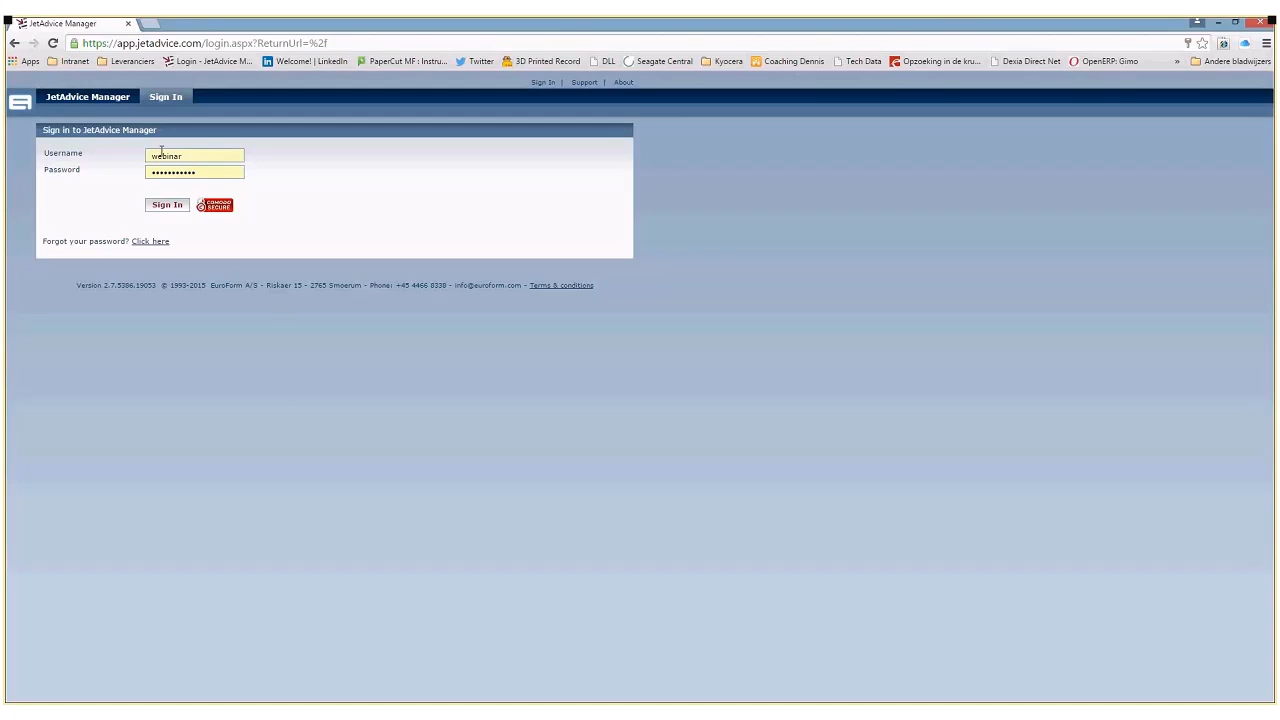 JetAdvice Manager
https://app.jetadvice.com/login.aspx?ReturnUrl=%2f
Apps Intranet Leveranciers Login - JetAdvice M... Welcome! | LinkedIn PaperCut MF : Instru... Twitter 3D Printed Record DLL Seagate Central Kyocera Coaching Dennis Tech Data Opzoeking in de kru... Dexia Direct Net OpenERP: Gimo » Andere bladwijzers
Sign In | Support | About
JetAdvice Manager Sign In
Sign in to JetAdvice Manager
Username webinar
Password •••••••••••
Sign In COMODO SECURE
Forgot your password? Click here
Version 2.7.5386.19053 © 1993-2015 EuroForm A/S - Riskaer 15 - 2765 Smoerum - Phone: +45 4466 8338 - info@euroform.com - Terms & conditions